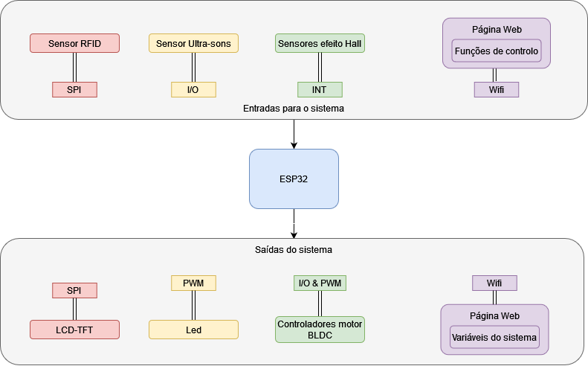 Sensor RFID
Sensor Ultra-sons
Sensores efeito Hall
Página Web
Funções de controlo
SPI
I/O
INT
Wifi
Entradas para o sistema
ESP32
Saídas do sistema
SPI
PWM
I/O & PWM
Wifi
LCD-TFT
Led
Controladores motor
BLDC
Página Web
Variáveis do sistema